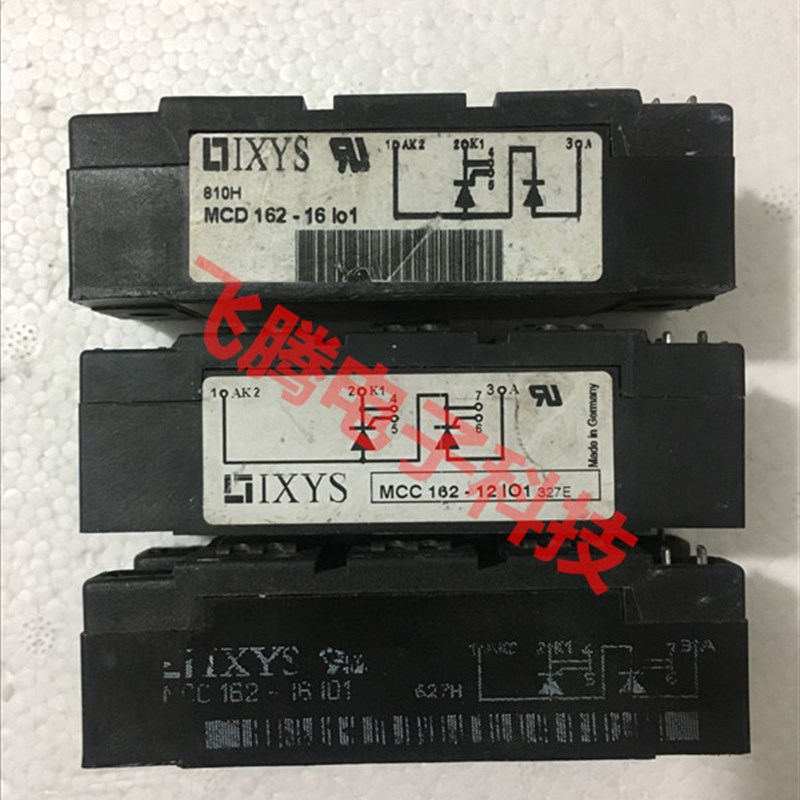 IXYS
1 AK2 2 K1 4 5 3 A
810H
MCD 162 - 16 Io1
飞腾电子科技
1 AK2 2 K1 4 5 3 A 7 6
Made in Germany
IXYS
MCC 162 - 12 IO1 327E
IXYS
K1
MCC 162 - 16 IO1 627H